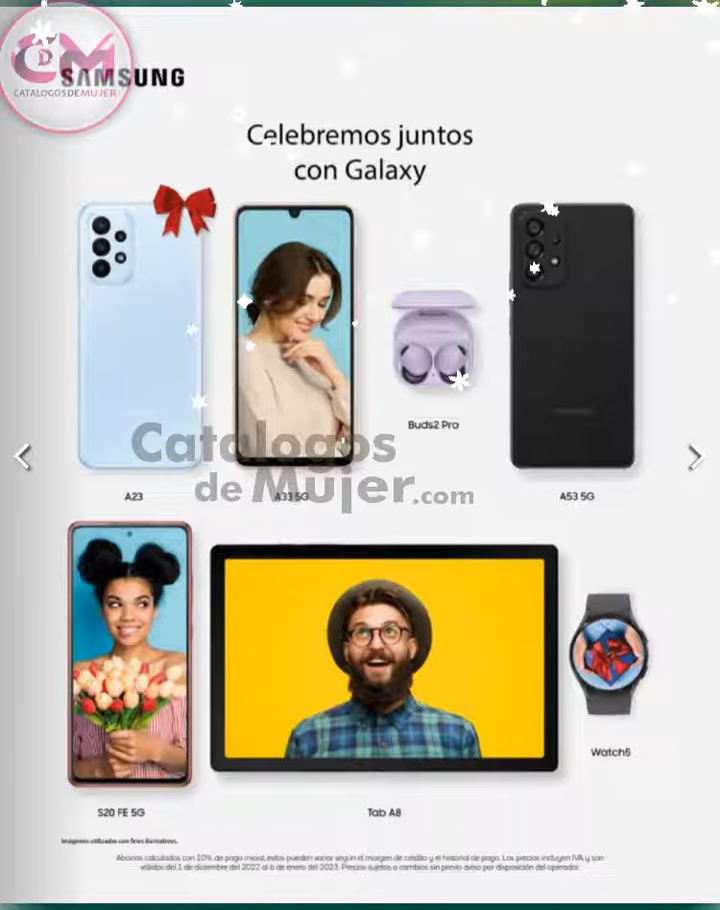 CDM
CATALOGOSDEMUJER
SAMSUNG
Celebremos juntos
con Galaxy
Buds2 Pro
Catalogos
de Mujer.com
A23
A33 5G
A53 5G
Watch5
S20 FE 5G
Tab A8
Imágenes utilizadas con fines ilustrativos.
Abonos calculados con 10% de pago inicial, estos pueden variar según el margen de crédito y el historial de pago. Los precios incluyen IVA y son
válidos del 1 de diciembre del 2022 al 6 de enero del 2023. Precios sujetos a cambios sin previo aviso por disposición del operador.